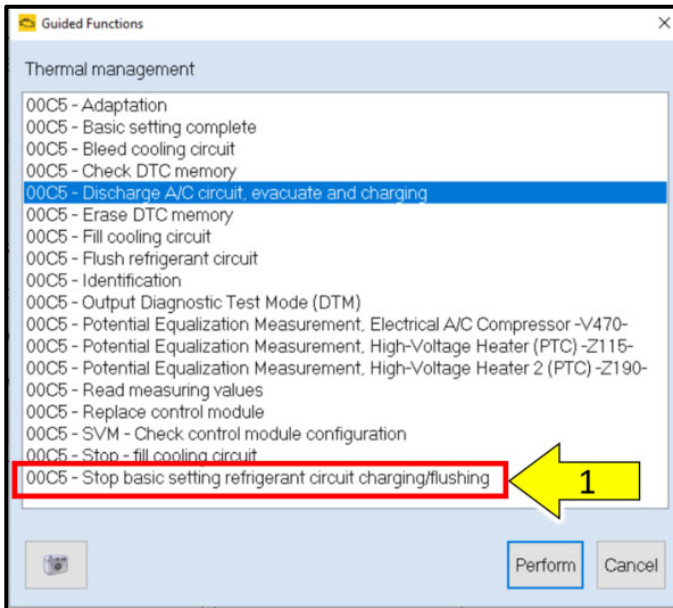 Guided Functions
Thermal management
00C5 - Adaptation
00C5 - Basic setting complete
00C5 - Bleed cooling circuit
00C5 - Check DTC memory
00C5 - Discharge A/C circuit, evacuate and charging
00C5 - Erase DTC memory
00C5 - Fill cooling circuit
00C5 - Flush refrigerant circuit
00C5 - Identification
00C5 - Output Diagnostic Test Mode (DTM)
00C5 - Potential Equalization Measurement, Electrical A/C Compressor -V470-
00C5 - Potential Equalization Measurement, High-Voltage Heater (PTC) -Z115-
00C5 - Potential Equalization Measurement, High-Voltage Heater 2 (PTC) -Z190-
00C5 - Read measuring values
00C5 - Replace control module
00C5 - SVM - Check control module configuration
00C5 - Stop - fill cooling circuit
00C5 - Stop basic setting refrigerant circuit charging/flushing
1
Perform
Cancel